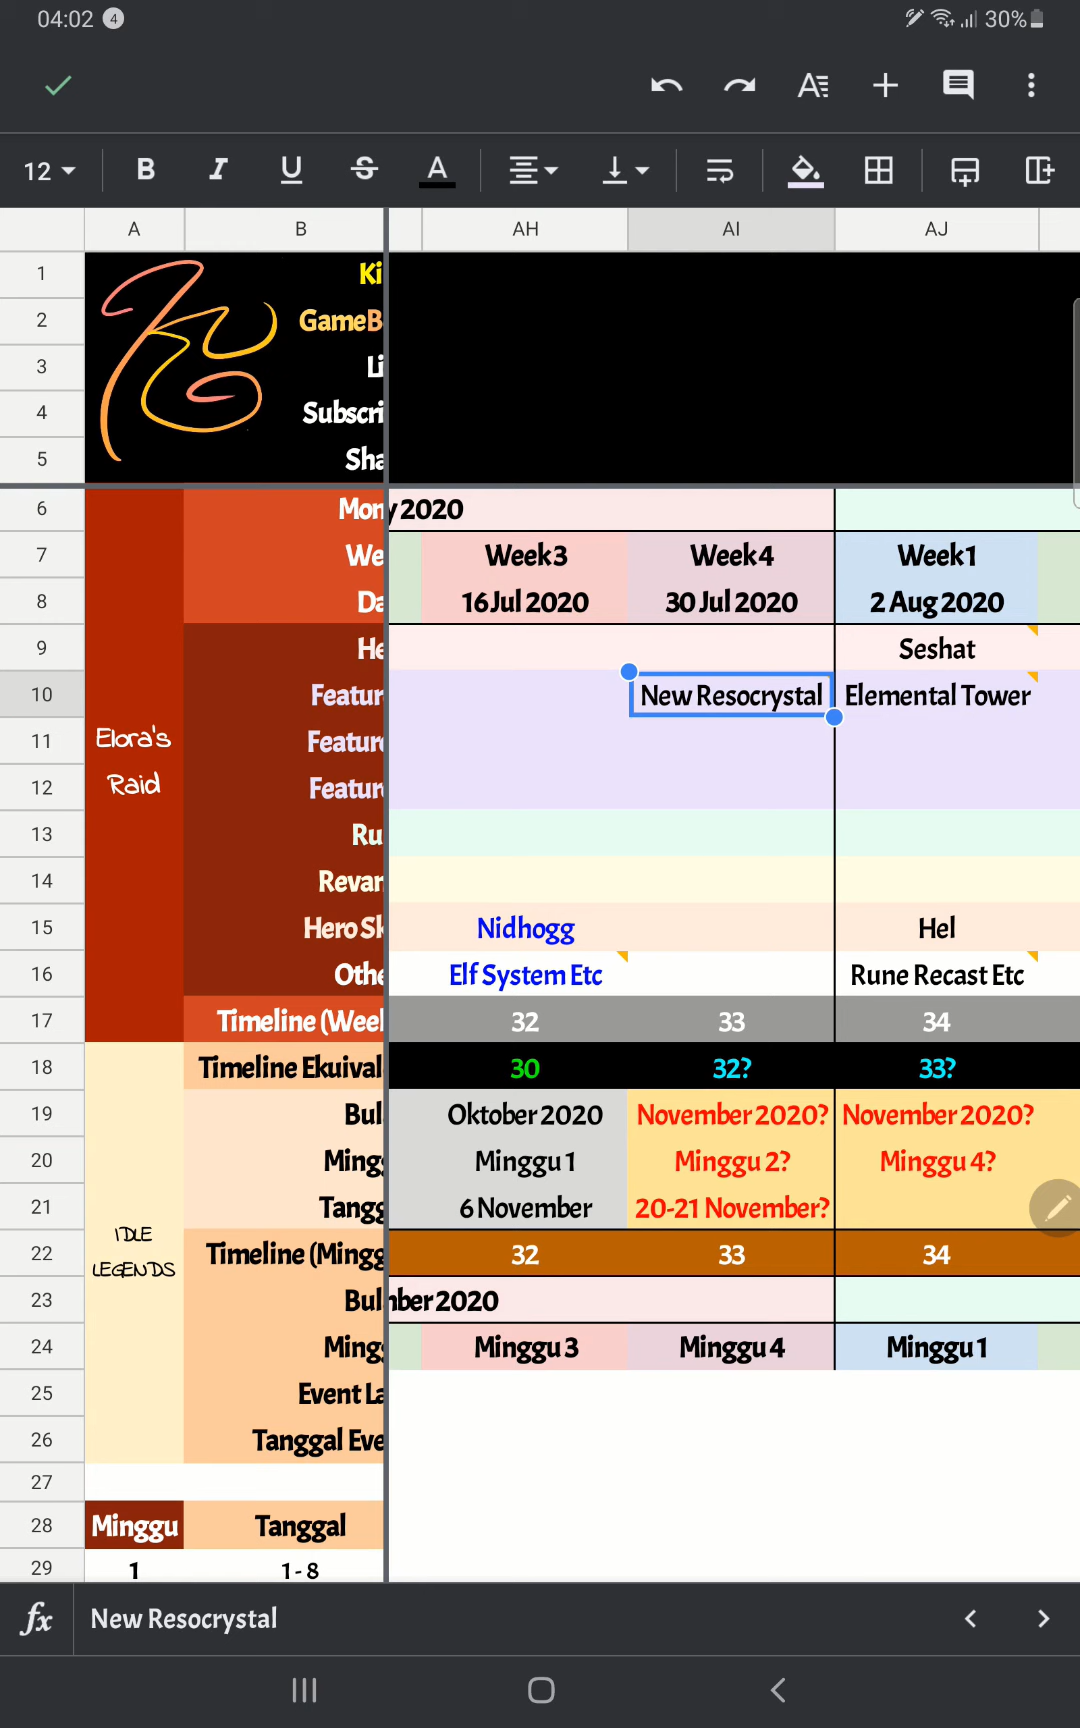 04:02 4 30%
12 B I U S A
A B AH AI AJ
1 Ki
2 GameB
3 Li
4 Subscri
5 Sha
6 Mon y 2020
7 We Week3 Week4 Week1
8 Da 16 Jul 2020 30 Jul 2020 2 Aug 2020
9 He Seshat
10 Featur New Resocrystal Elemental Tower
11 Feature
Elora's
12 Featur
Raid
13 Ru
14 Revan
15 Hero Sk Nidhogg Hel
16 Othe Elf System Etc Rune Recast Etc
17 Timeline (Weel 32 33 34
18 Timeline Ekuival 30 32? 33?
19 Bul Oktober 2020 November 2020? November 2020?
20 Mingg Minggu 1 Minggu 2? Minggu 4?
21 Tangg 6 November 20-21 November?
IDLE
LEGENDS
22 Timeline (Mingg 32 33 34
23 Bul nber 2020
24 Mingg Minggu 3 Minggu 4 Minggu 1
25 Event La
26 Tanggal Eve
27
28 Minggu Tanggal
29 1 1 - 8
fx New Resocrystal